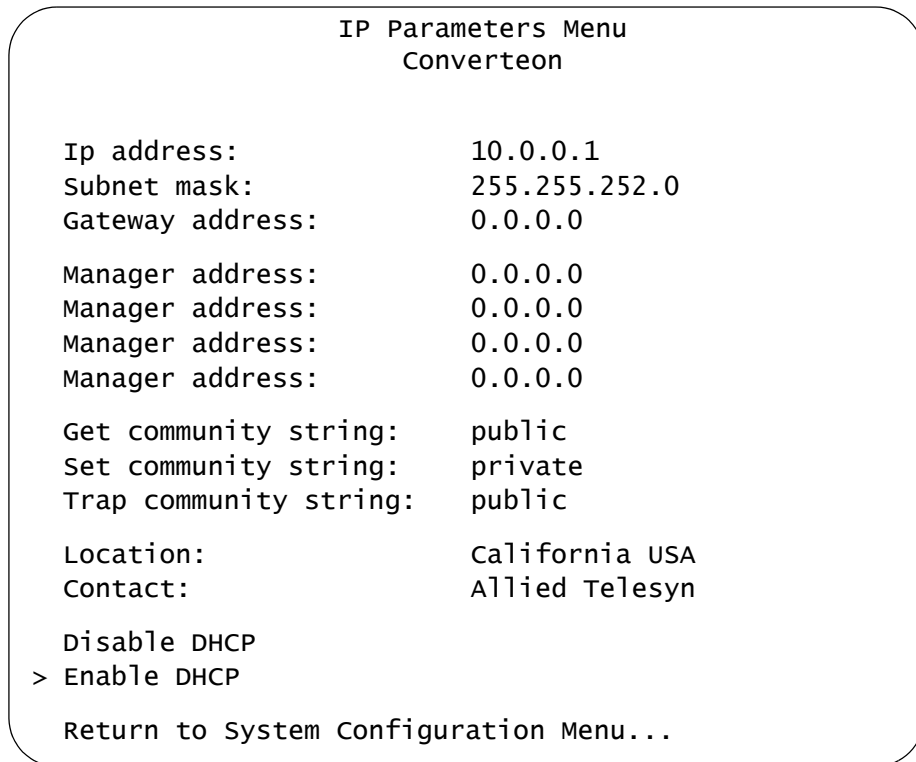 IP Parameters Menu
Converteon
Ip address: 10.0.0.1
Subnet mask: 255.255.252.0
Gateway address: 0.0.0.0
Manager address: 0.0.0.0
Manager address: 0.0.0.0
Manager address: 0.0.0.0
Manager address: 0.0.0.0
Get community string: public
Set community string: private
Trap community string: public
Location: California USA
Contact: Allied Telesyn
Disable DHCP
> Enable DHCP
Return to System Configuration Menu...